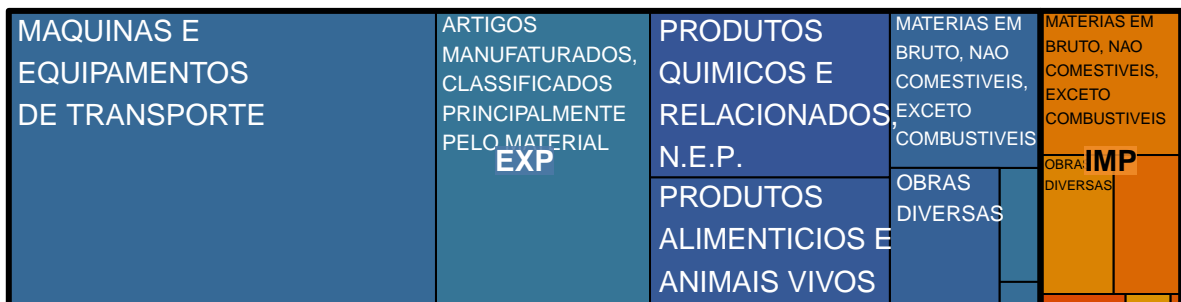 MAQUINAS E
EQUIPAMENTOS
DE TRANSPORTE
ARTIGOS
MANUFATURADOS,
CLASSIFICADOS
PRINCIPALMENTE
PELO MATERIAL
EXP
PRODUTOS
QUIMICOS E
RELACIONADOS,
N.E.P.
PRODUTOS
ALIMENTICIOS E
ANIMAIS VIVOS
MATERIAS EM
BRUTO, NAO
COMESTIVEIS,
EXCETO
COMBUSTIVEIS
OBRAS
DIVERSAS
MATERIAS EM
BRUTO, NAO
COMESTIVEIS,
EXCETO
COMBUSTIVEIS
IMP
OBRAS
DIVERSAS